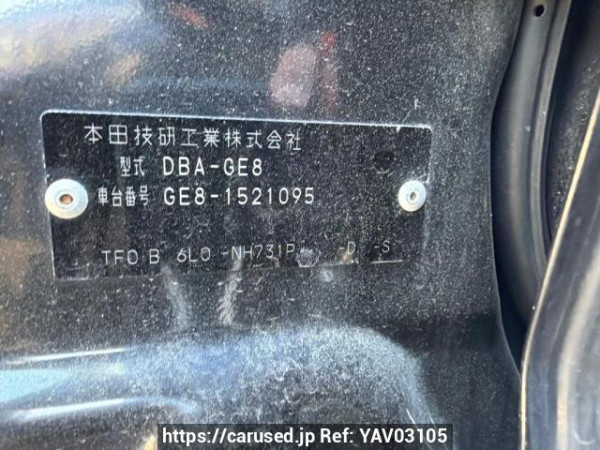 本田技研工業株式会社
型式 DBA-GE8
車台番号 GE8-1521095
TF0 B 6L0 -NH731P -D -S
https://carused.jp Ref: YAV03105